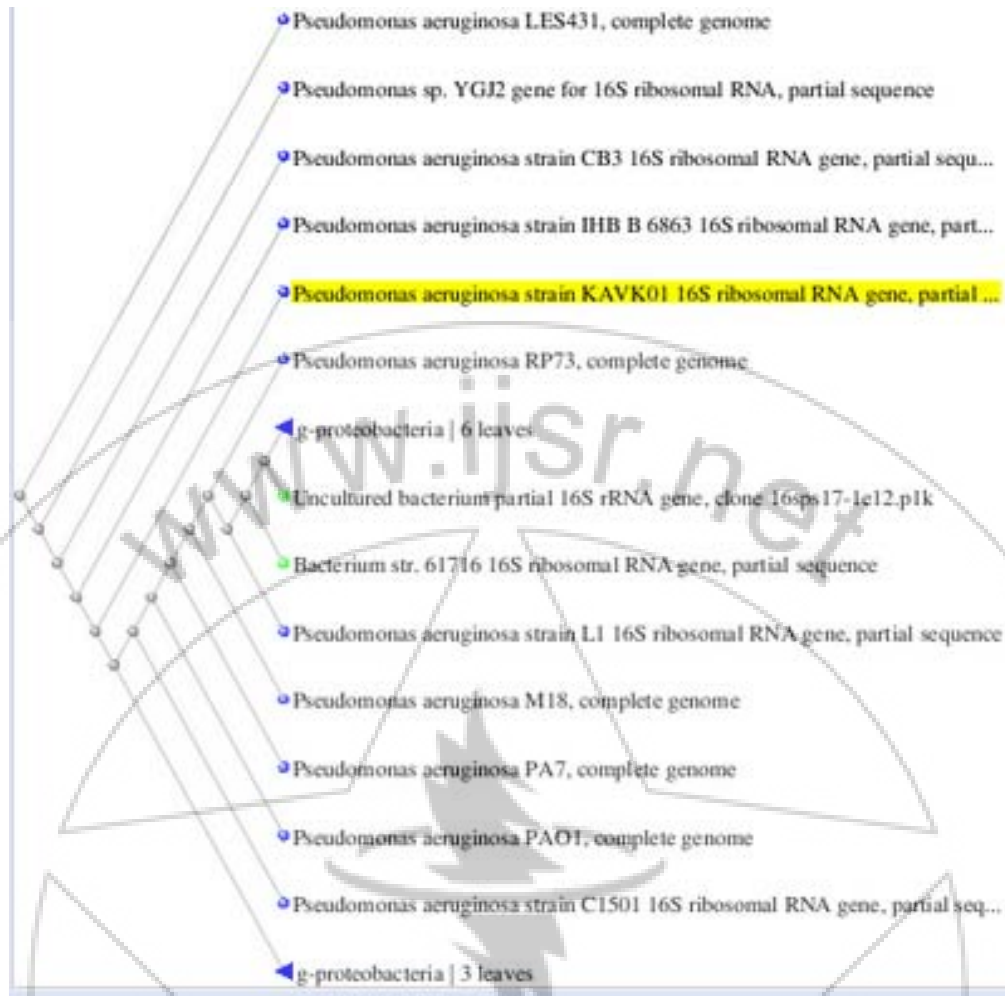 Pseudomonas aeruginosa LES431, complete genome
Pseudomonas sp. YGJ2 gene for 16S ribosomal RNA, partial sequence
Pseudomonas aeruginosa strain CB3 16S ribosomal RNA gene, partial sequ...
Pseudomonas aeruginosa strain IHB B 6863 16S ribosomal RNA gene, part...
Pseudomonas aeruginosa strain KAVK01 16S ribosomal RNA gene, partial ...
Pseudomonas aeruginosa RP73, complete genome
g-proteobacteria | 6 leaves
www.ijsr.net
Uncultured bacterium partial 16S rRNA gene, clone 16sps17-1e12.p1k
Bacterium str. 61716 16S ribosomal RNA gene, partial sequence
Pseudomonas aeruginosa strain L1 16S ribosomal RNA gene, partial sequence
Pseudomonas aeruginosa M18, complete genome
Pseudomonas aeruginosa PA7, complete genome
Pseudomonas aeruginosa PAO1, complete genome
Pseudomonas aeruginosa strain C1501 16S ribosomal RNA gene, partial seq...
g-proteobacteria | 3 leaves